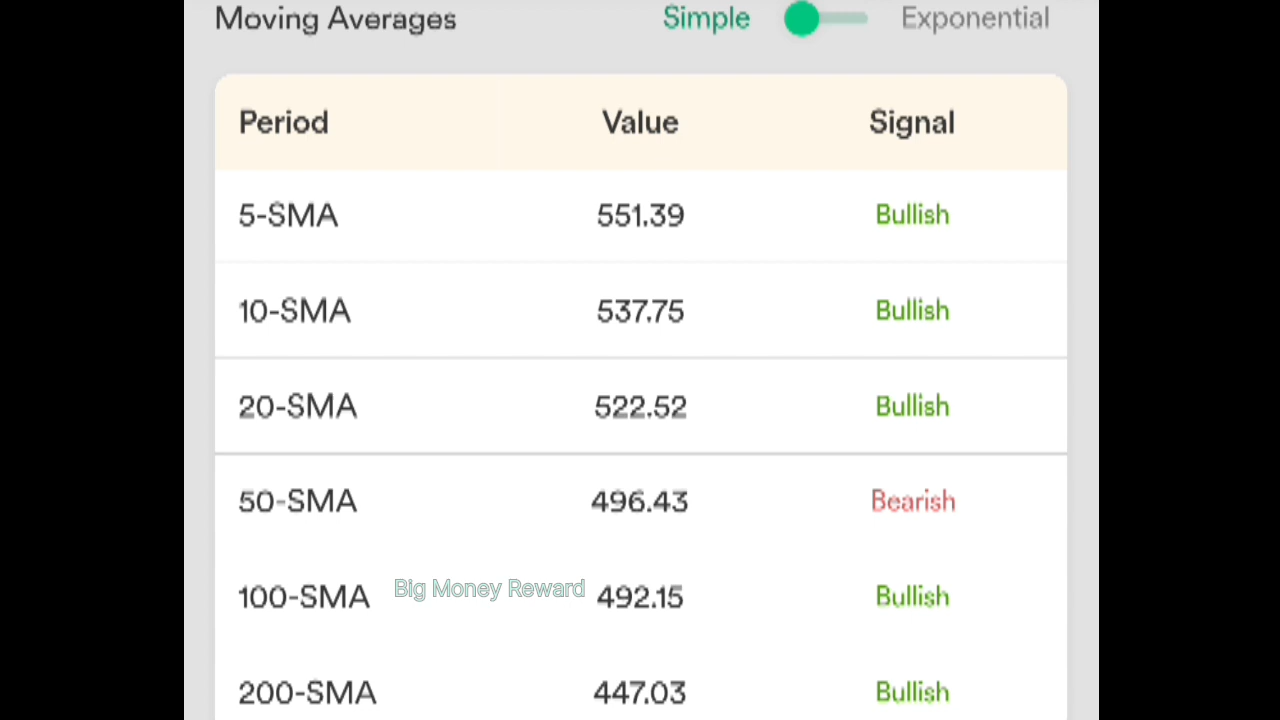 Moving Averages Simple Exponential
Period Value Signal
5-SMA 551.39 Bullish
10-SMA 537.75 Bullish
20-SMA 522.52 Bullish
50-SMA 496.43 Bearish
100-SMA Big Money Reward 492.15 Bullish
200-SMA 447.03 Bullish